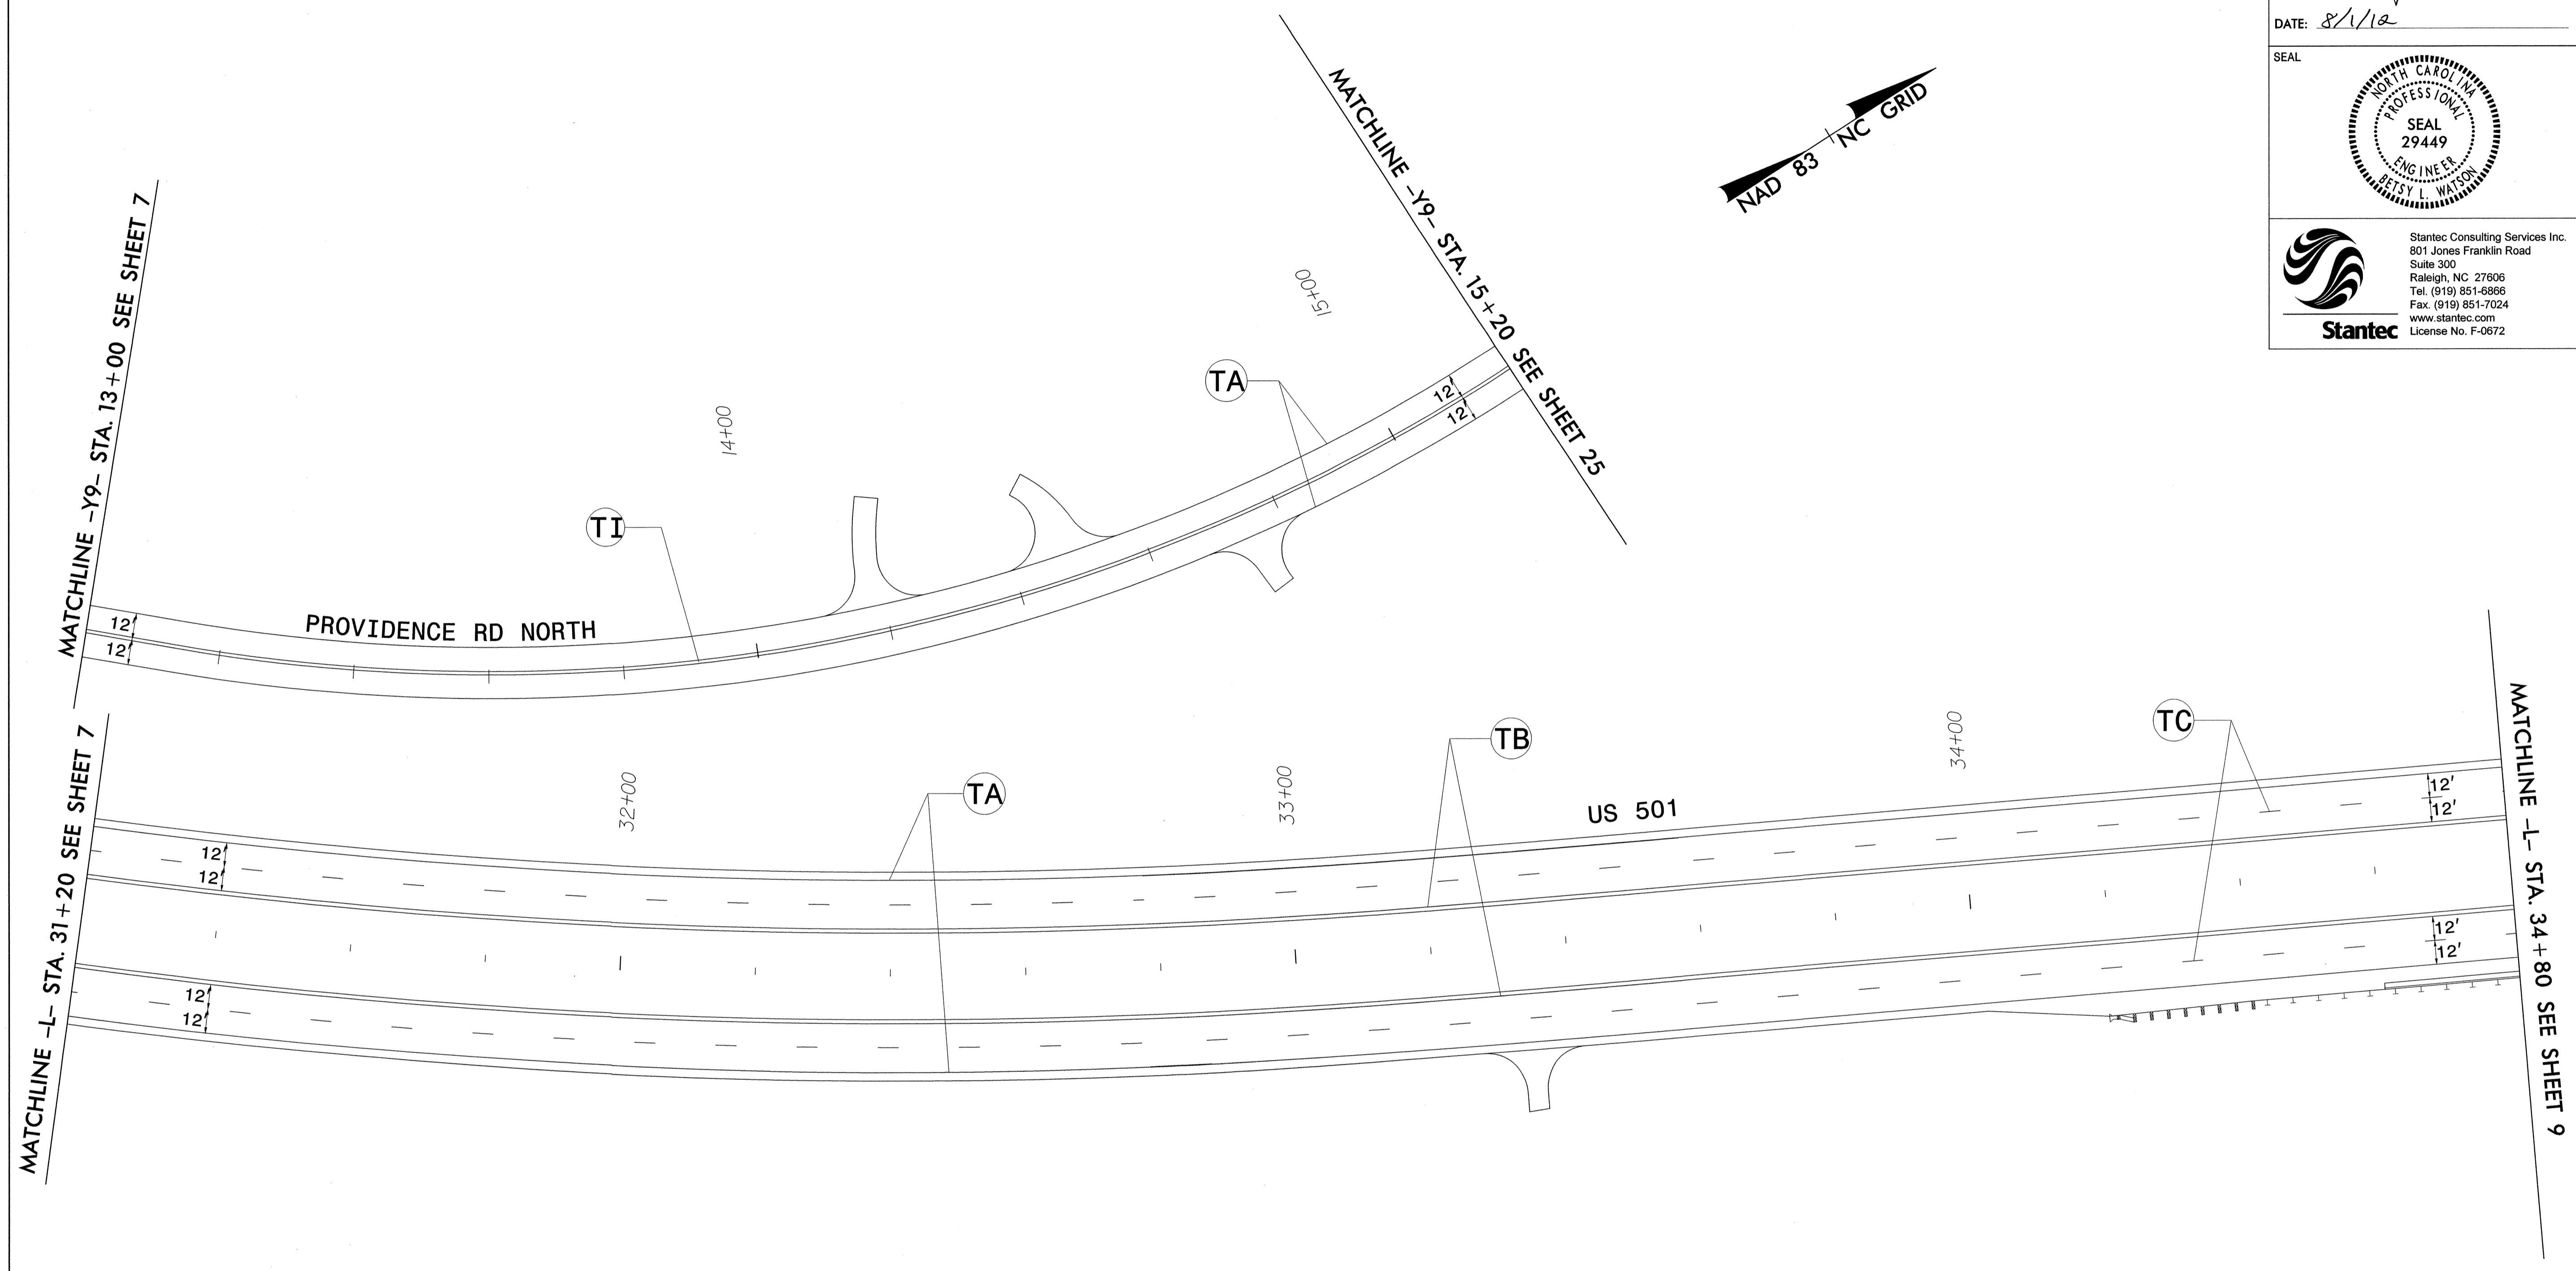 DATE: 8/1/12
SEAL
NORTH CAROLINA
PROFESSIONAL
SEAL
29449
ENGINEER
BETSY L. WATSON
Stantec
Stantec Consulting Services Inc.
801 Jones Franklin Road
Suite 300
Raleigh, NC 27606
Tel. (919) 851-6866
Fax. (919) 851-7024
www.stantec.com
License No. F-0672
NAD 83 NC GRID
MATCHLINE -Y9- STA. 13+00 SEE SHEET 7
MATCHLINE -Y9- STA. 15+20 SEE SHEET 25
15+00
TA
12'
12'
14+00
TI
PROVIDENCE RD NORTH
12'
12'
MATCHLINE -L- STA. 31+20 SEE SHEET 7
MATCHLINE -L- STA. 34+80 SEE SHEET 9
32+00
TA
33+00
TB
US 501
34+00
TC
12'
12'
12'
12'
12'
12'
12'
12'